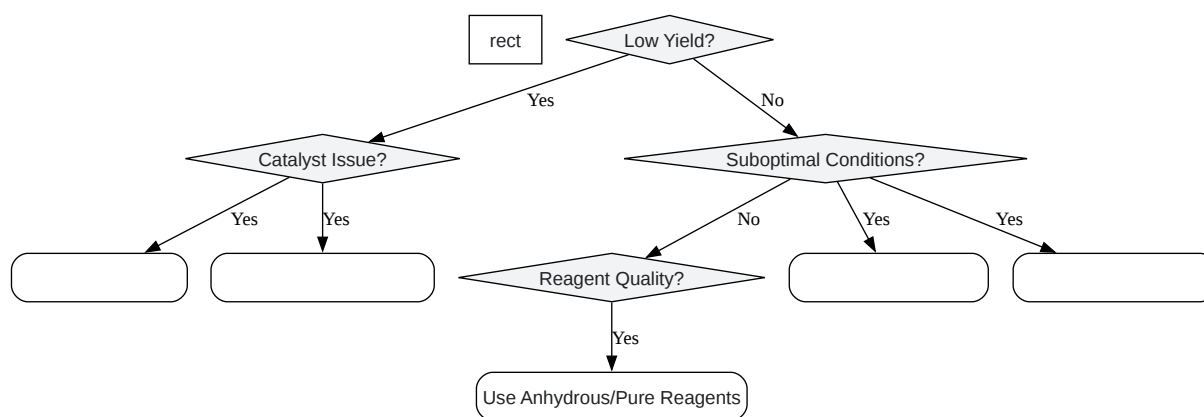 rect
Low Yield?
Yes
No
Catalyst Issue?
Suboptimal Conditions?
Yes
Yes
No
Yes
Yes
Reagent Quality?
Yes
Use Anhydrous/Pure Reagents